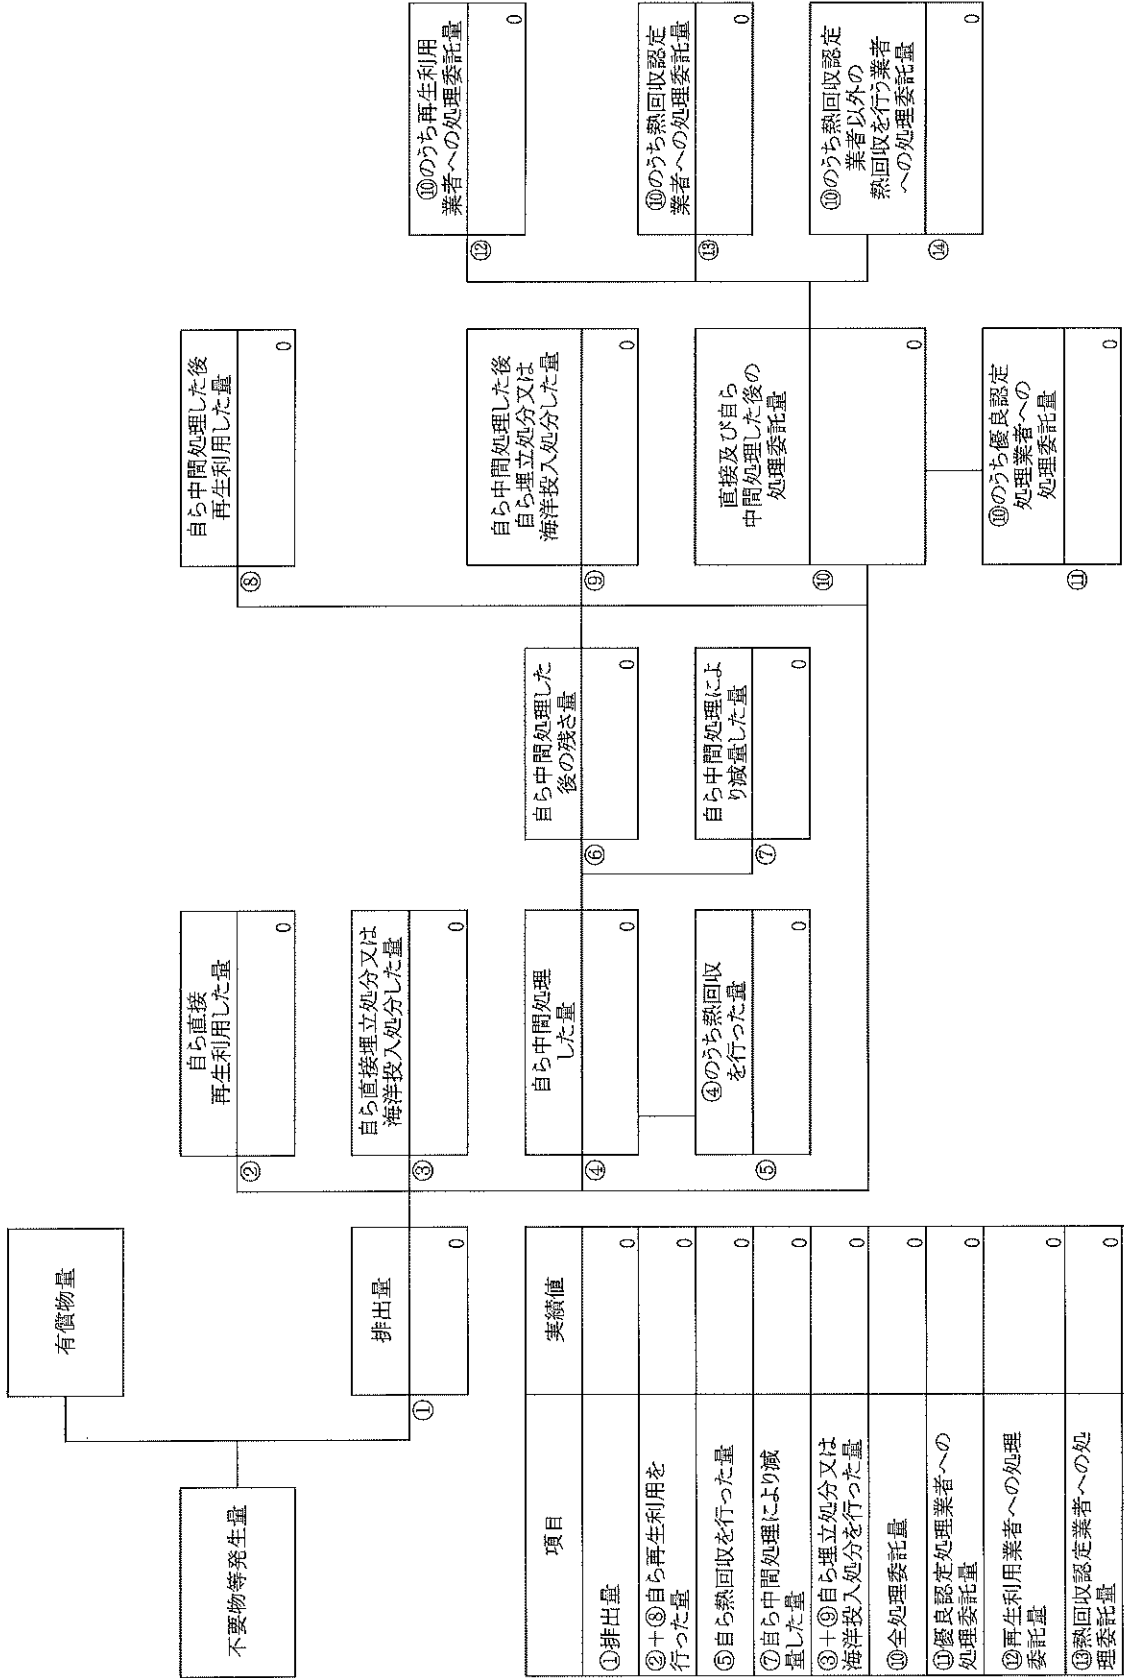 不要物等発生量
有償物量
①
排出量
0
②
自ら直接
再生利用した量
0
③
自ら直接埋立処分又は
海洋投入処分した量
0
④
自ら中間処理
した量
0
⑤
④のうち熱回収
を行った量
0
⑥
自ら中間処理した
後の残さ量
0
⑦
自ら中間処理によ
り減量した量
0
⑧
自ら中間処理した後
再生利用した量
0
⑨
自ら中間処理した後
自ら埋立処分又は
海洋投入処分した量
0
⑩
直接及び自ら
中間処理した後の
処理委託量
0
⑪
⑩のうち優良認定
処理業者への
処理委託量
0
⑫
⑩のうち再生利用
業者への処理委託量
0
⑬
⑩のうち熱回収認定
業者への処理委託量
0
⑭
⑩のうち熱回収認定
業者以外の
熱回収を行う業者
への処理委託量
0
項目
実績値
①排出量
0
②+⑧自ら再生利用を
行った量
0
⑤自ら熱回収を行った量
0
⑦自ら中間処理により減
量した量
0
③+⑨自ら埋立処分又は
海洋投入処分を行った量
0
⑩全処理委託量
0
⑪優良認定処理業者への
処理委託量
0
⑫再生利用業者への処理
委託量
0
⑬熱回収認定業者への処
理委託量
0